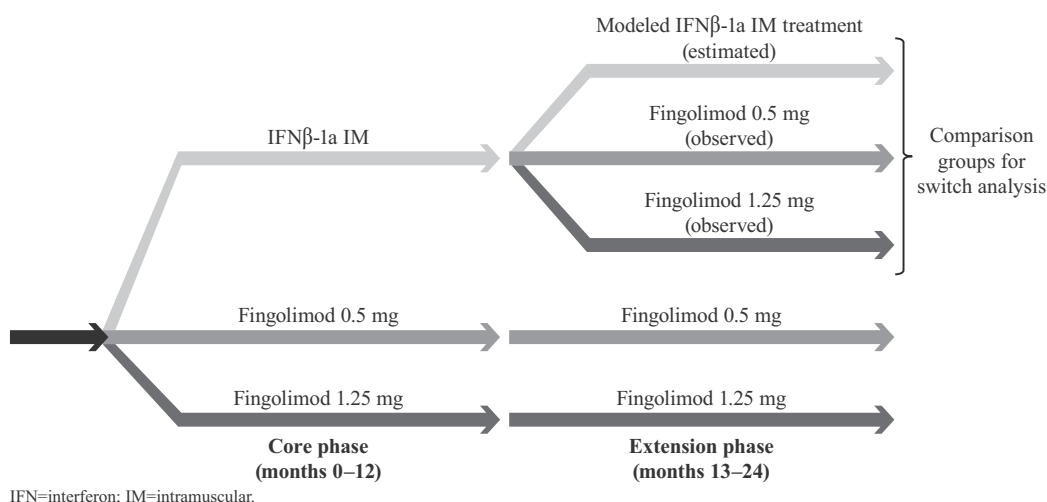 Modeled IFNβ-1a IM treatment
(estimated)
IFNβ-1a IM
Fingolimod 0.5 mg
(observed)
Fingolimod 1.25 mg
(observed)
Comparison
groups for
switch analysis
Fingolimod 0.5 mg
Fingolimod 0.5 mg
Fingolimod 1.25 mg
Fingolimod 1.25 mg
Core phase
(months 0–12)
Extension phase
(months 13–24)
IFN=interferon; IM=intramuscular.